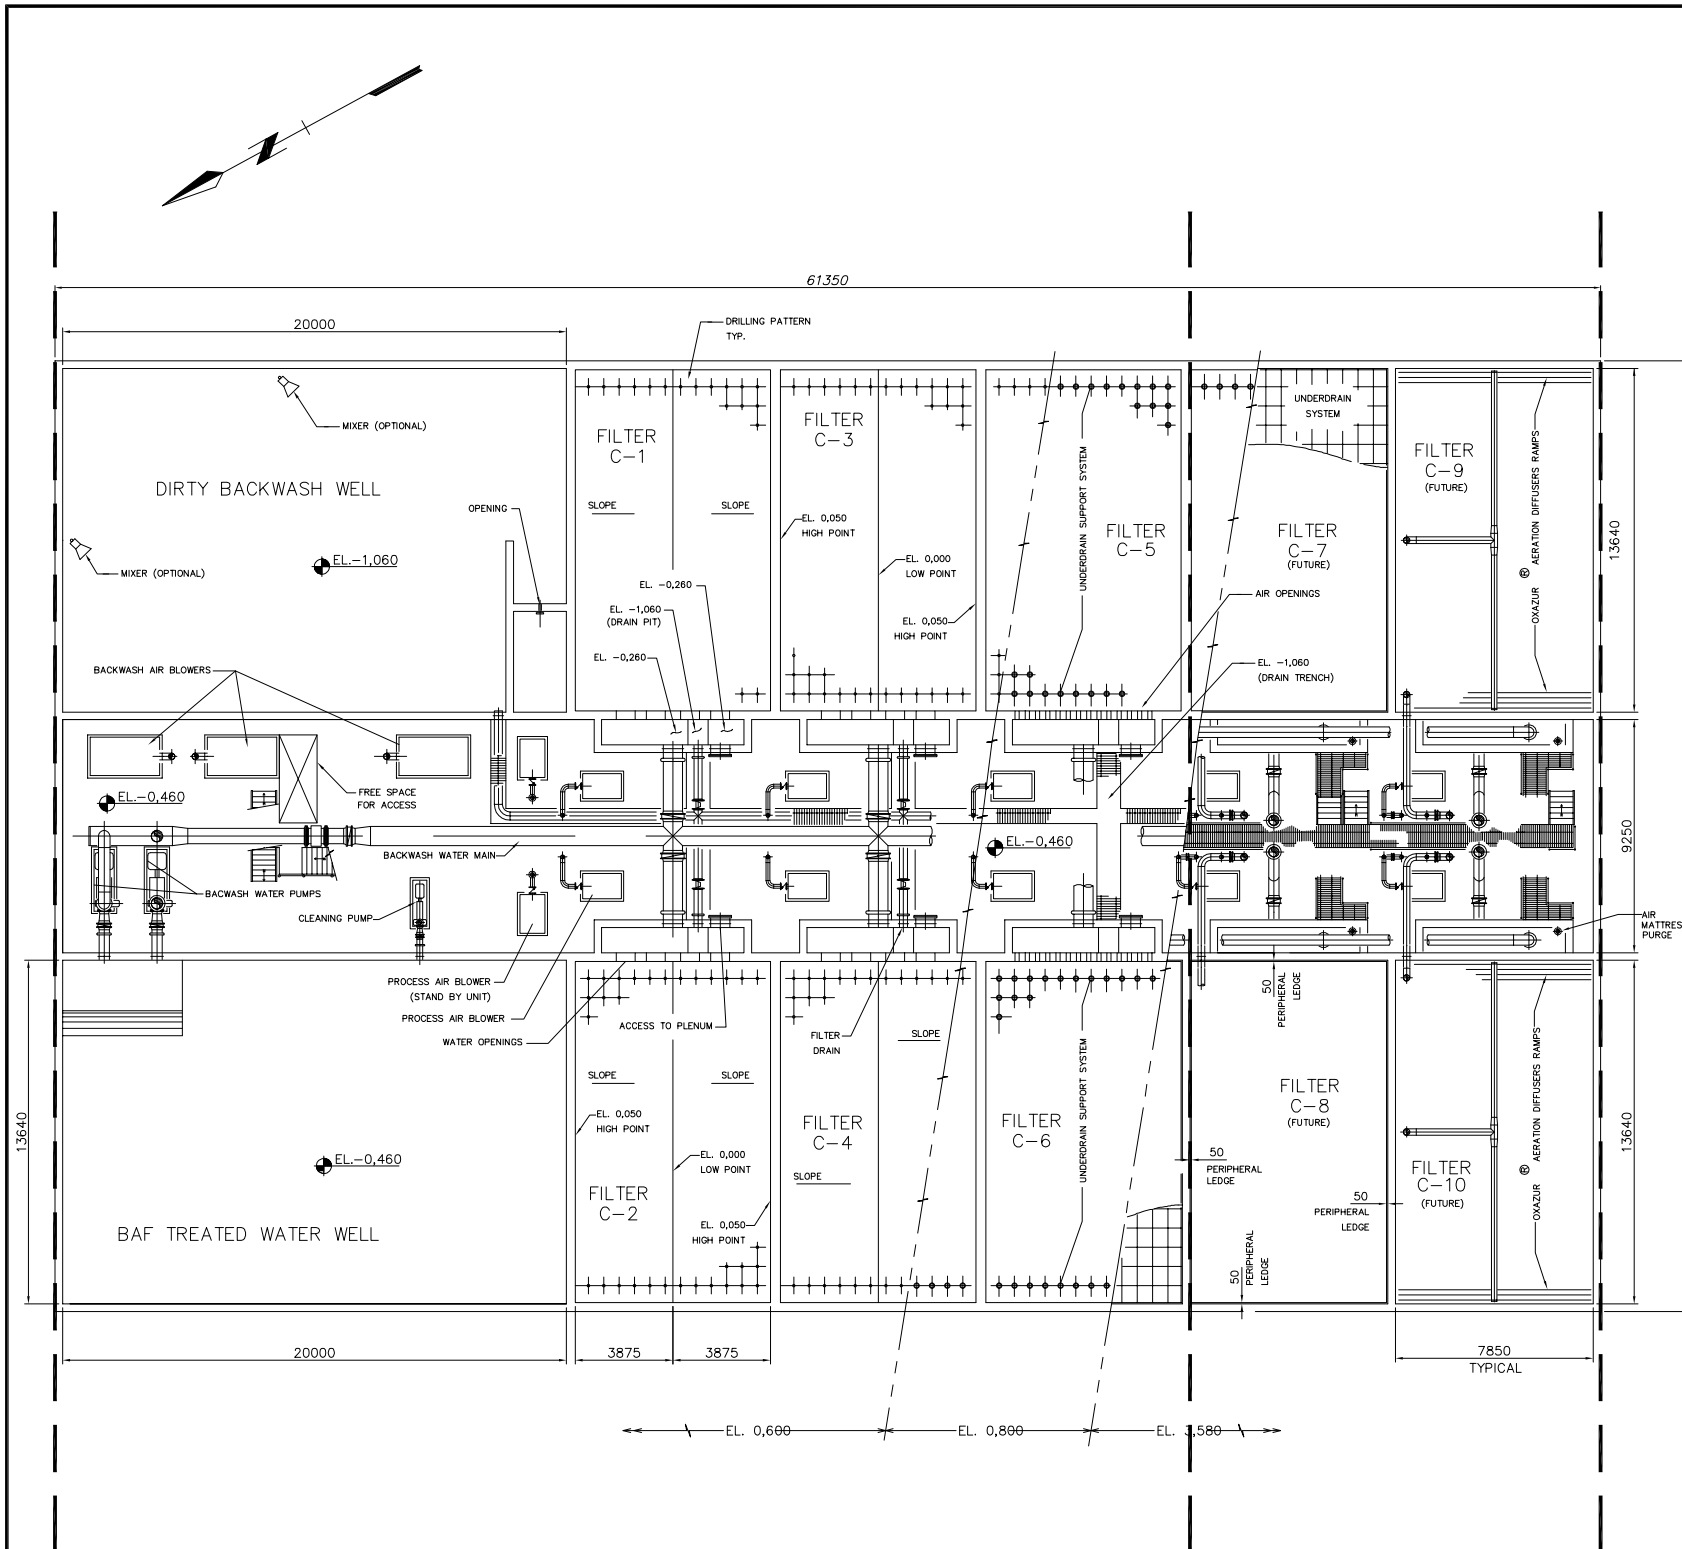 61350
20000
DRILLING PATTERN
TYP.
MIXER (OPTIONAL)
DIRTY BACKWASH WELL
OPENING
MIXER (OPTIONAL)
EL.-1,060
BACKWASH AIR BLOWERS
FILTER
C-1
SLOPE
SLOPE
EL. -0,260
EL. -1,060
(DRAIN PIT)
EL. -0,260
FILTER
C-3
EL. 0,050
HIGH POINT
EL. 0,000
LOW POINT
EL. 0,050
HIGH POINT
UNDERDRAIN SUPPORT SYSTEM
FILTER
C-5
UNDERDRAIN
SYSTEM
FILTER
C-7
(FUTURE)
AIR OPENINGS
EL. -1,060
(DRAIN TRENCH)
FILTER
C-9
(FUTURE)
OXAZUR ® AERATION DIFFUSERS RAMPS
13640
EL.-0,460
FREE SPACE
FOR ACCESS
BACKWASH WATER MAIN
BACWASH WATER PUMPS
CLEANING PUMP
EL.-0,460
9250
AIR
MATTRES
PURGE
PROCESS AIR BLOWER
(STAND BY UNIT)
PROCESS AIR BLOWER
WATER OPENINGS
ACCESS TO PLENUM
FILTER
DRAIN
SLOPE
50
PERIPHERAL
LEDGE
13640
EL.-0,460
BAF TREATED WATER WELL
SLOPE
SLOPE
EL. 0,050
HIGH POINT
EL. 0,000
LOW POINT
FILTER
C-2
EL. 0,050
HIGH POINT
FILTER
C-4
SLOPE
FILTER
C-6
UNDERDRAIN SUPPORT SYSTEM
50
PERIPHERAL
LEDGE
FILTER
C-8
(FUTURE)
50
PERIPHERAL
LEDGE
50
PERIPHERAL
LEDGE
FILTER
C-10
(FUTURE)
OXAZUR ® AERATION DIFFUSERS RAMPS
13640
20000
3875
3875
7850
TYPICAL
EL. 0,600
EL. 0,800
EL. 3,580